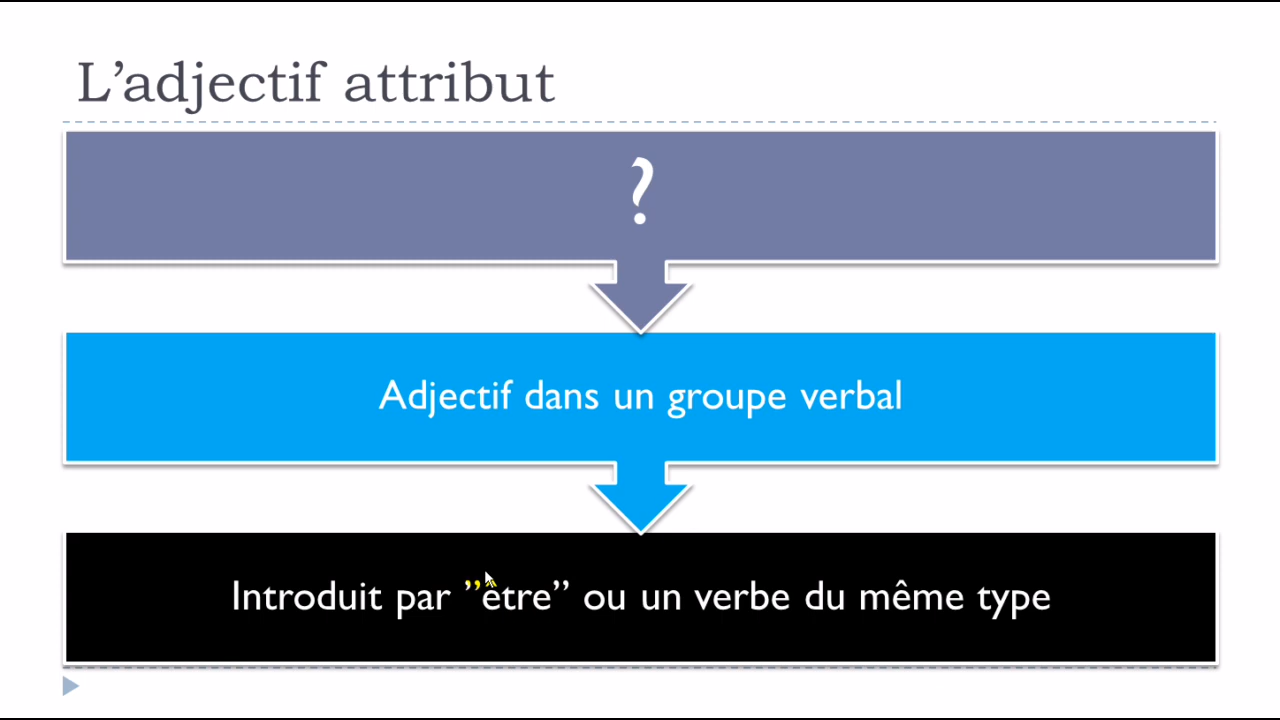 L’adjectif attribut
?
Adjectif dans un groupe verbal
Introduit par ”être” ou un verbe du même type